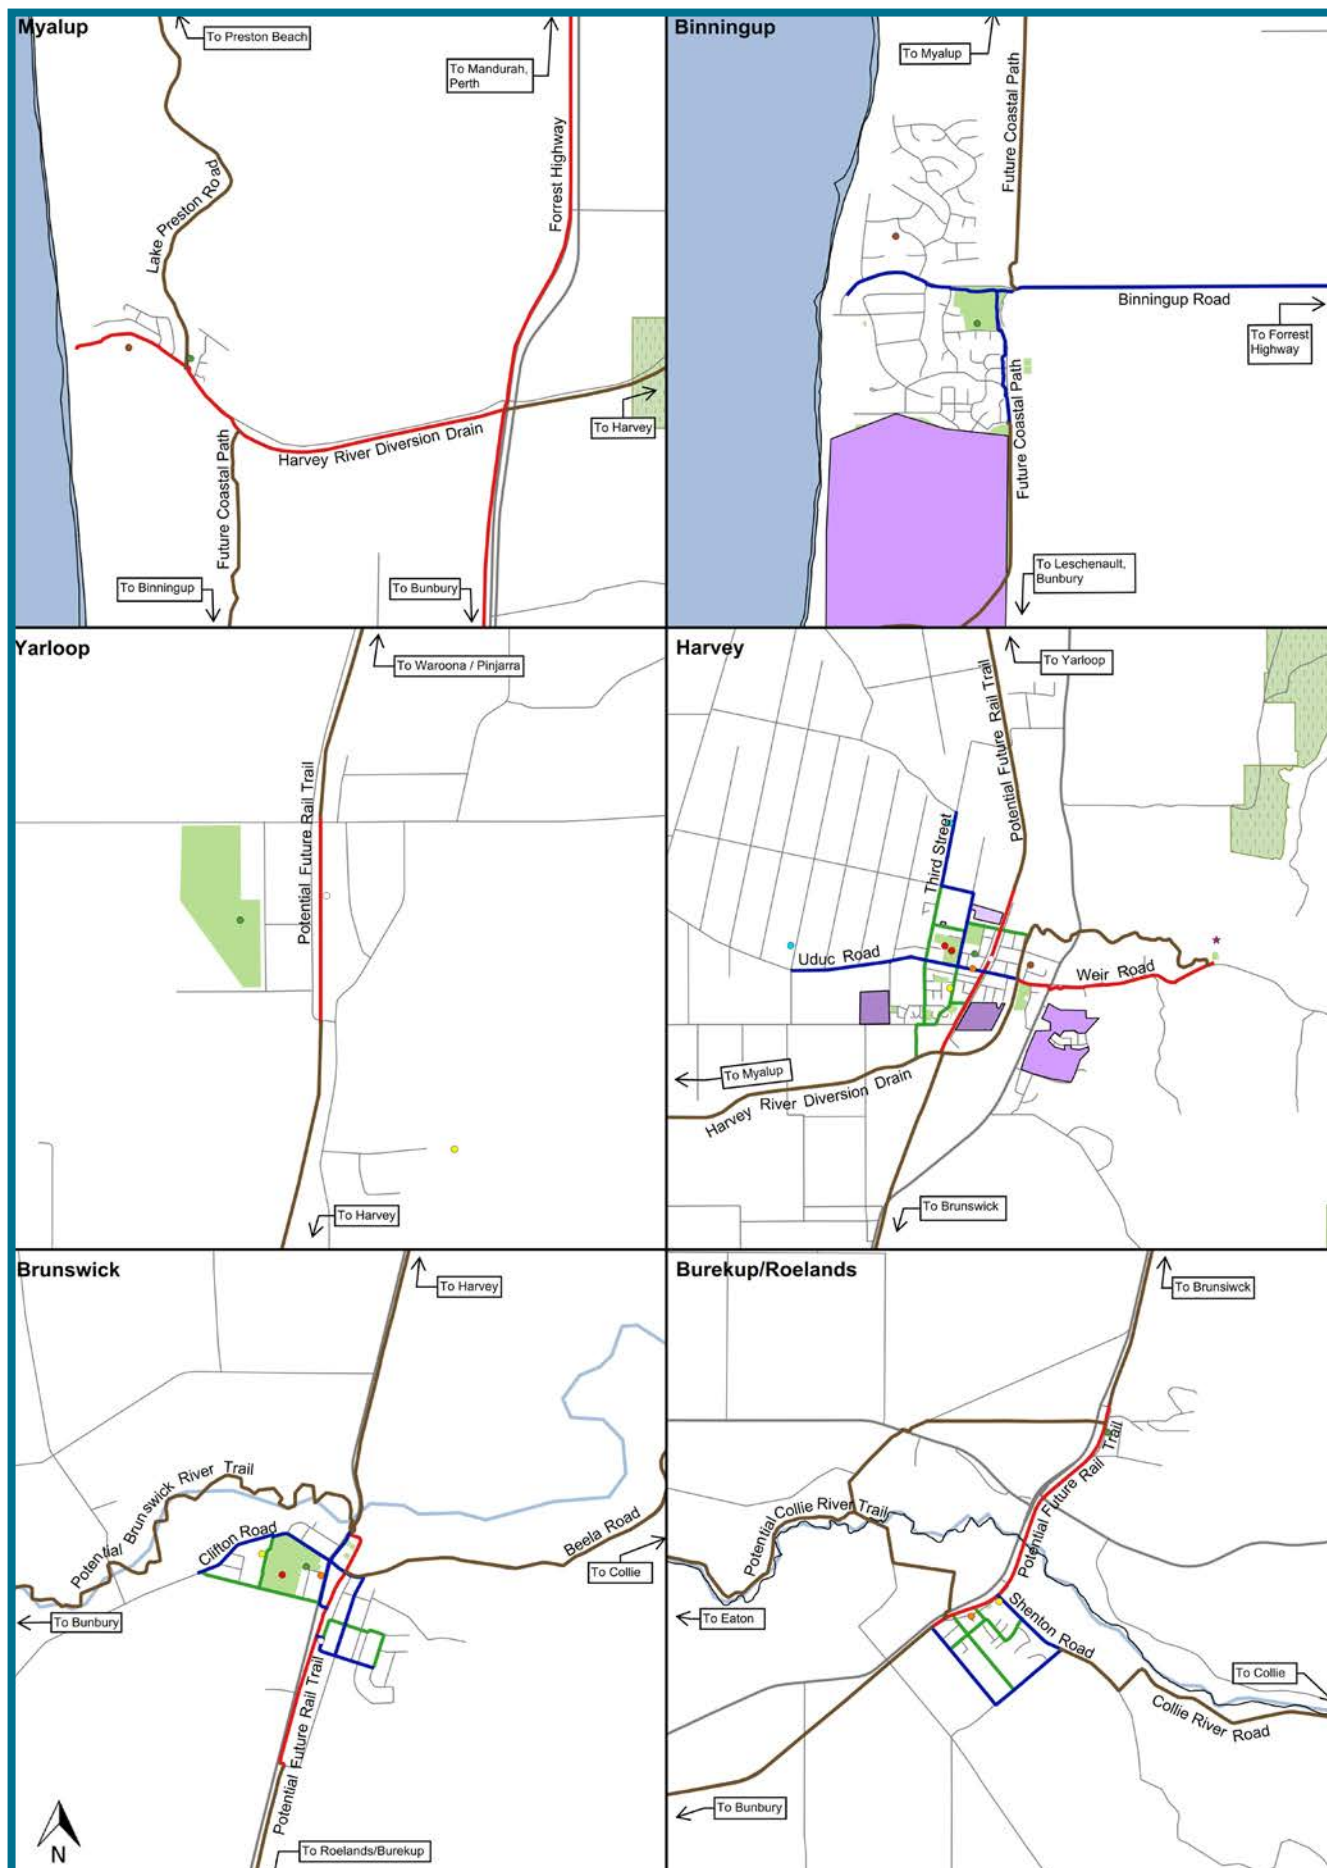 Myalup
To Preston Beach
To Mandurah,
Perth
Lake Preston Road
Forrest Highway
To Harvey
Harvey River Diversion Drain
Future Coastal Path
To Binningup
To Bunbury
Binningup
To Myalup
Future Coastal Path
Binningup Road
To Forrest
Highway
Future Coastal Path
To Leschenault,
Bunbury
Yarloop
To Waroona / Pinjarra
Potential Future Rail Trail
To Harvey
Harvey
To Yarloop
Potential Future Rail Trail
Third Street
Uduc Road
Weir Road
To Myalup
Harvey River Diversion Drain
To Brunswick
Brunswick
To Harvey
Potential Brunswick River Trail
Clifton Road
Beela Road
To Collie
To Bunbury
Potential Future Rail Trail
To Roelands/Burekup
N
Burekup/Roelands
To Brunsiwck
Potential Future Rail Trail
Potential Collie River Trail
To Eaton
Shenton Road
To Collie
Collie River Road
To Bunbury